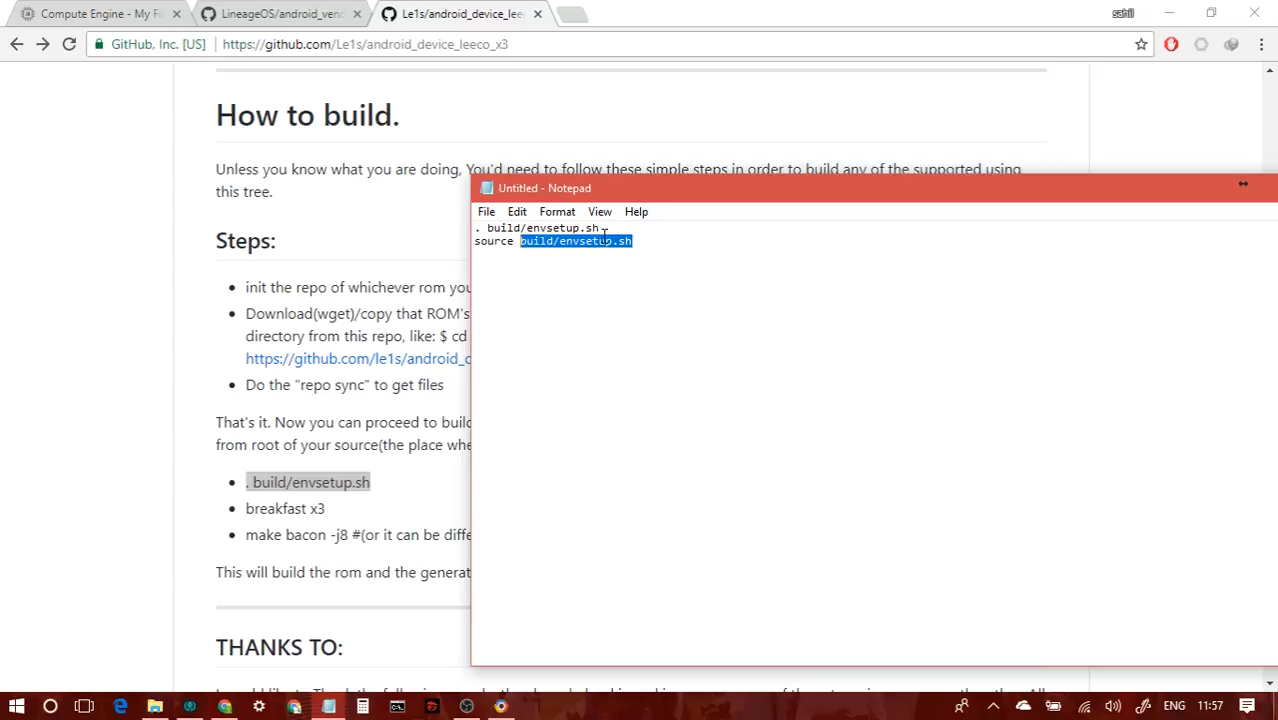 Compute Engine - My F
LineageOS/android_vend
Le1s/android_device_lee
sahill
GitHub, Inc. [US]
https://github.com/Le1s/android_device_leeco_x3
How to build.
Unless you know what you are doing, You'd need to follow these simple steps in order to build any of the supported using
this tree.
Untitled - Notepad
File Edit Format View Help
. build/envsetup.sh
source build/envsetup.sh
Steps:
init the repo of whichever rom you
Download(wget)/copy that ROM's
directory from this repo, like: $ cd
https://github.com/le1s/android_d
Do the "repo sync" to get files
That's it. Now you can proceed to build
from root of your source(the place whe
. build/envsetup.sh
breakfast x3
make bacon -j8 #(or it can be diffe
This will build the rom and the generat
THANKS TO:
ENG
11:57